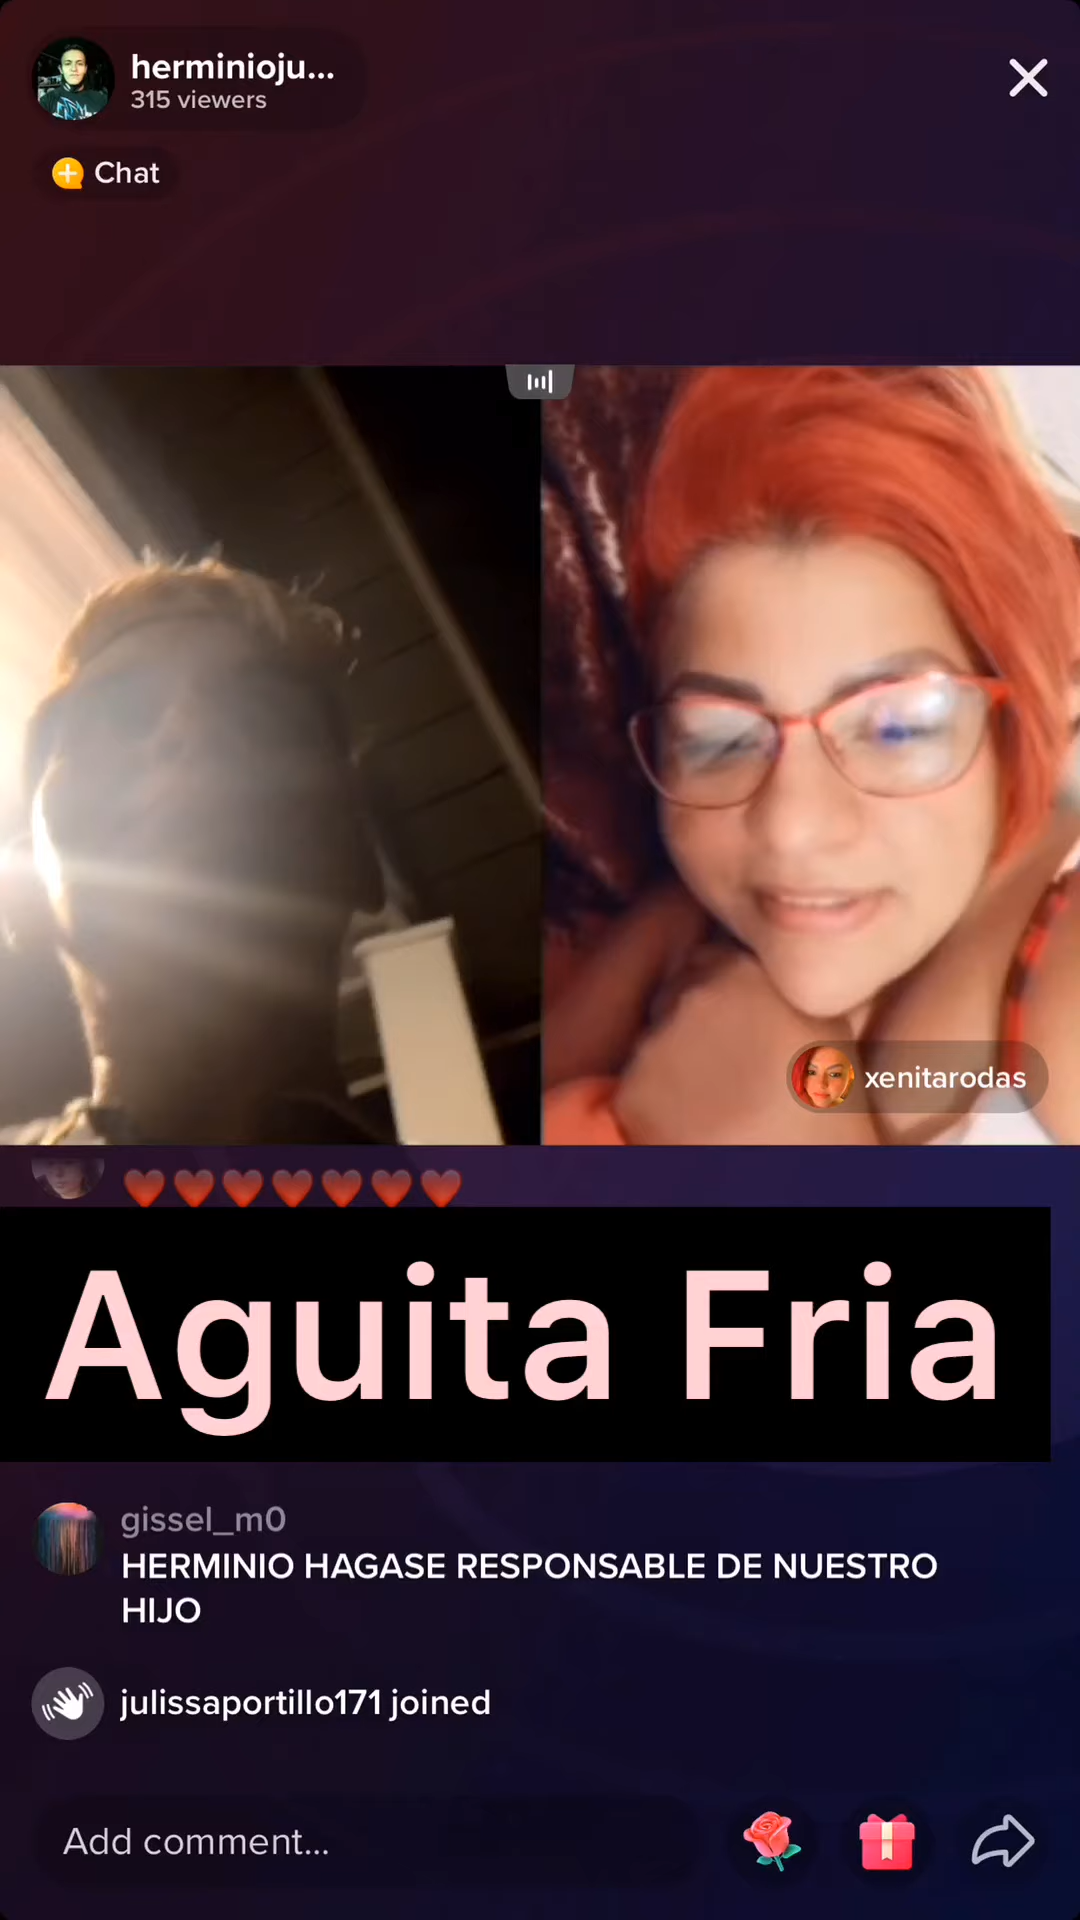 herminioju...
315 viewers
Chat
xenitarodas
Aguita Fria
gissel_m0
HERMINIO HAGASE RESPONSABLE DE NUESTRO
HIJO
julissaportillo171 joined
Add comment...